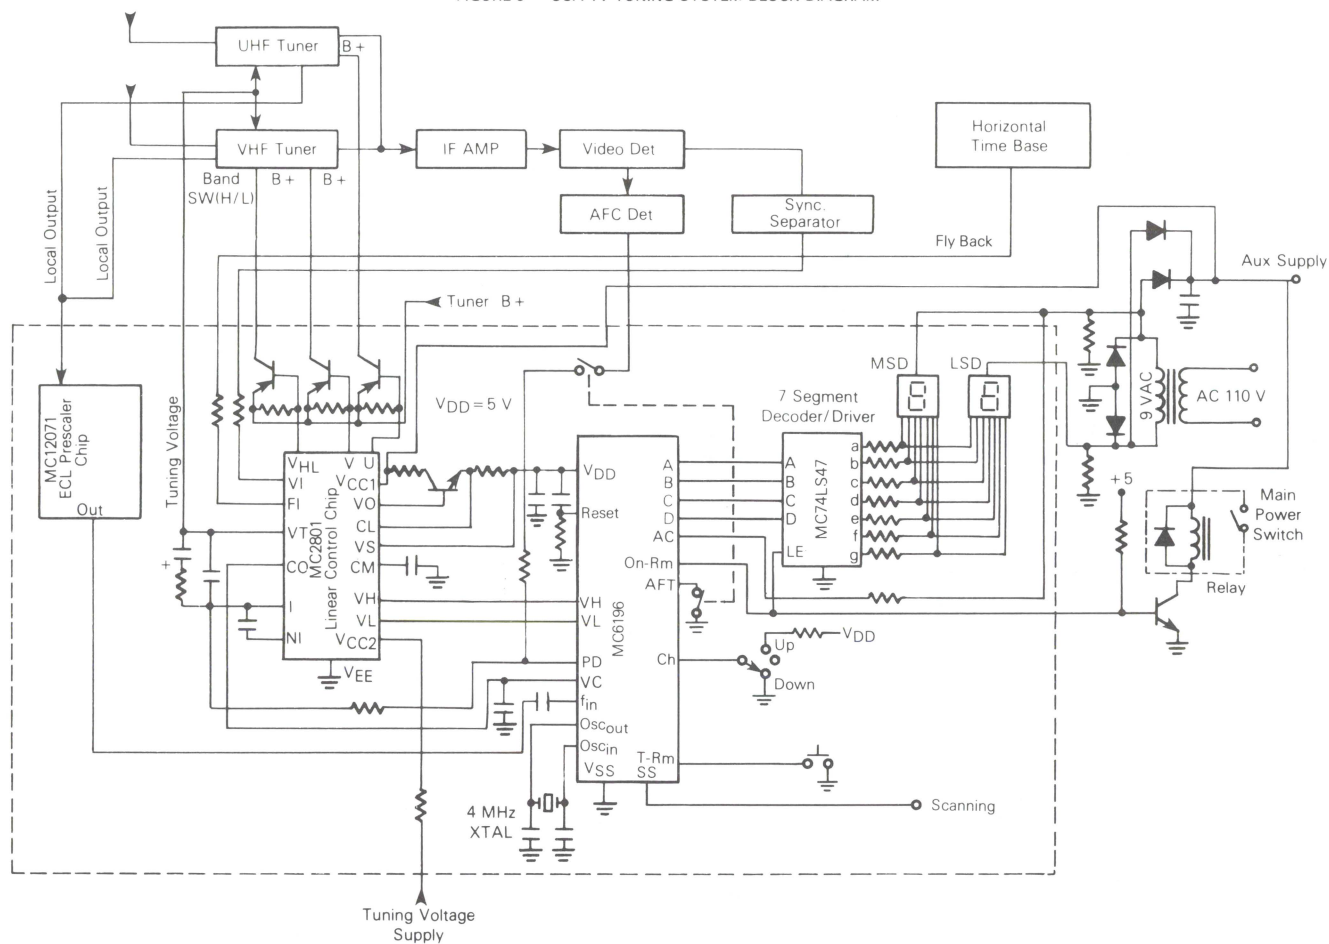 UHF Tuner
B+
VHF Tuner
IF AMP
Video Det
Horizontal
Time Base
Band
SW(H/L)
B+
B+
AFC Det
Sync.
Separator
Local Output
Local Output
Fly Back
Aux Supply
Tuner B+
MC12071
ECL Prescaler
Chip
Out
Tuning Voltage
VDD = 5 V
MSD
LSD
7 Segment
Decoder/Driver
9 VAC
AC 110 V
VHL
V
U
VI
VCC1
FI
VO
CL
VT
VS
CO
CM
VH
I
VL
NI
VCC2
VEE
MC2801
Linear Control Chip
+
VDD
Reset
A
B
C
D
AC
On-Rm
AFT
VH
VL
PD
VC
fin
Oscout
Oscin
VSS
Ch
T-Rm
SS
MC6196
A
B
C
D
LE
MC74LS47
a
b
c
d
e
f
g
+5
Main
Power
Switch
Relay
Up
VDD
Down
4 MHz
XTAL
Scanning
Tuning Voltage
Supply